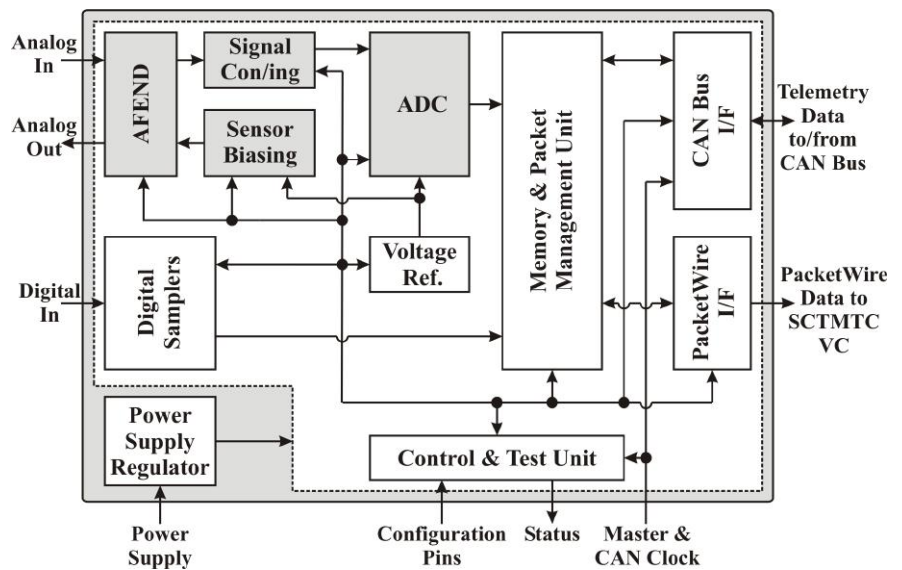 Analog
In
Analog
Out
AFEND
Signal
Con/ing
Sensor
Biasing
ADC
Voltage
Ref.
Memory & Packet
Management Unit
CAN Bus
I/F
Telemetry
Data
to/from
CAN Bus
Digital
In
Digital
Samplers
PacketWire
I/F
PacketWire
Data to
SCTMTC
VC
Power
Supply
Regulator
Control & Test Unit
Power
Supply
Configuration
Pins
Status
Master &
CAN Clock